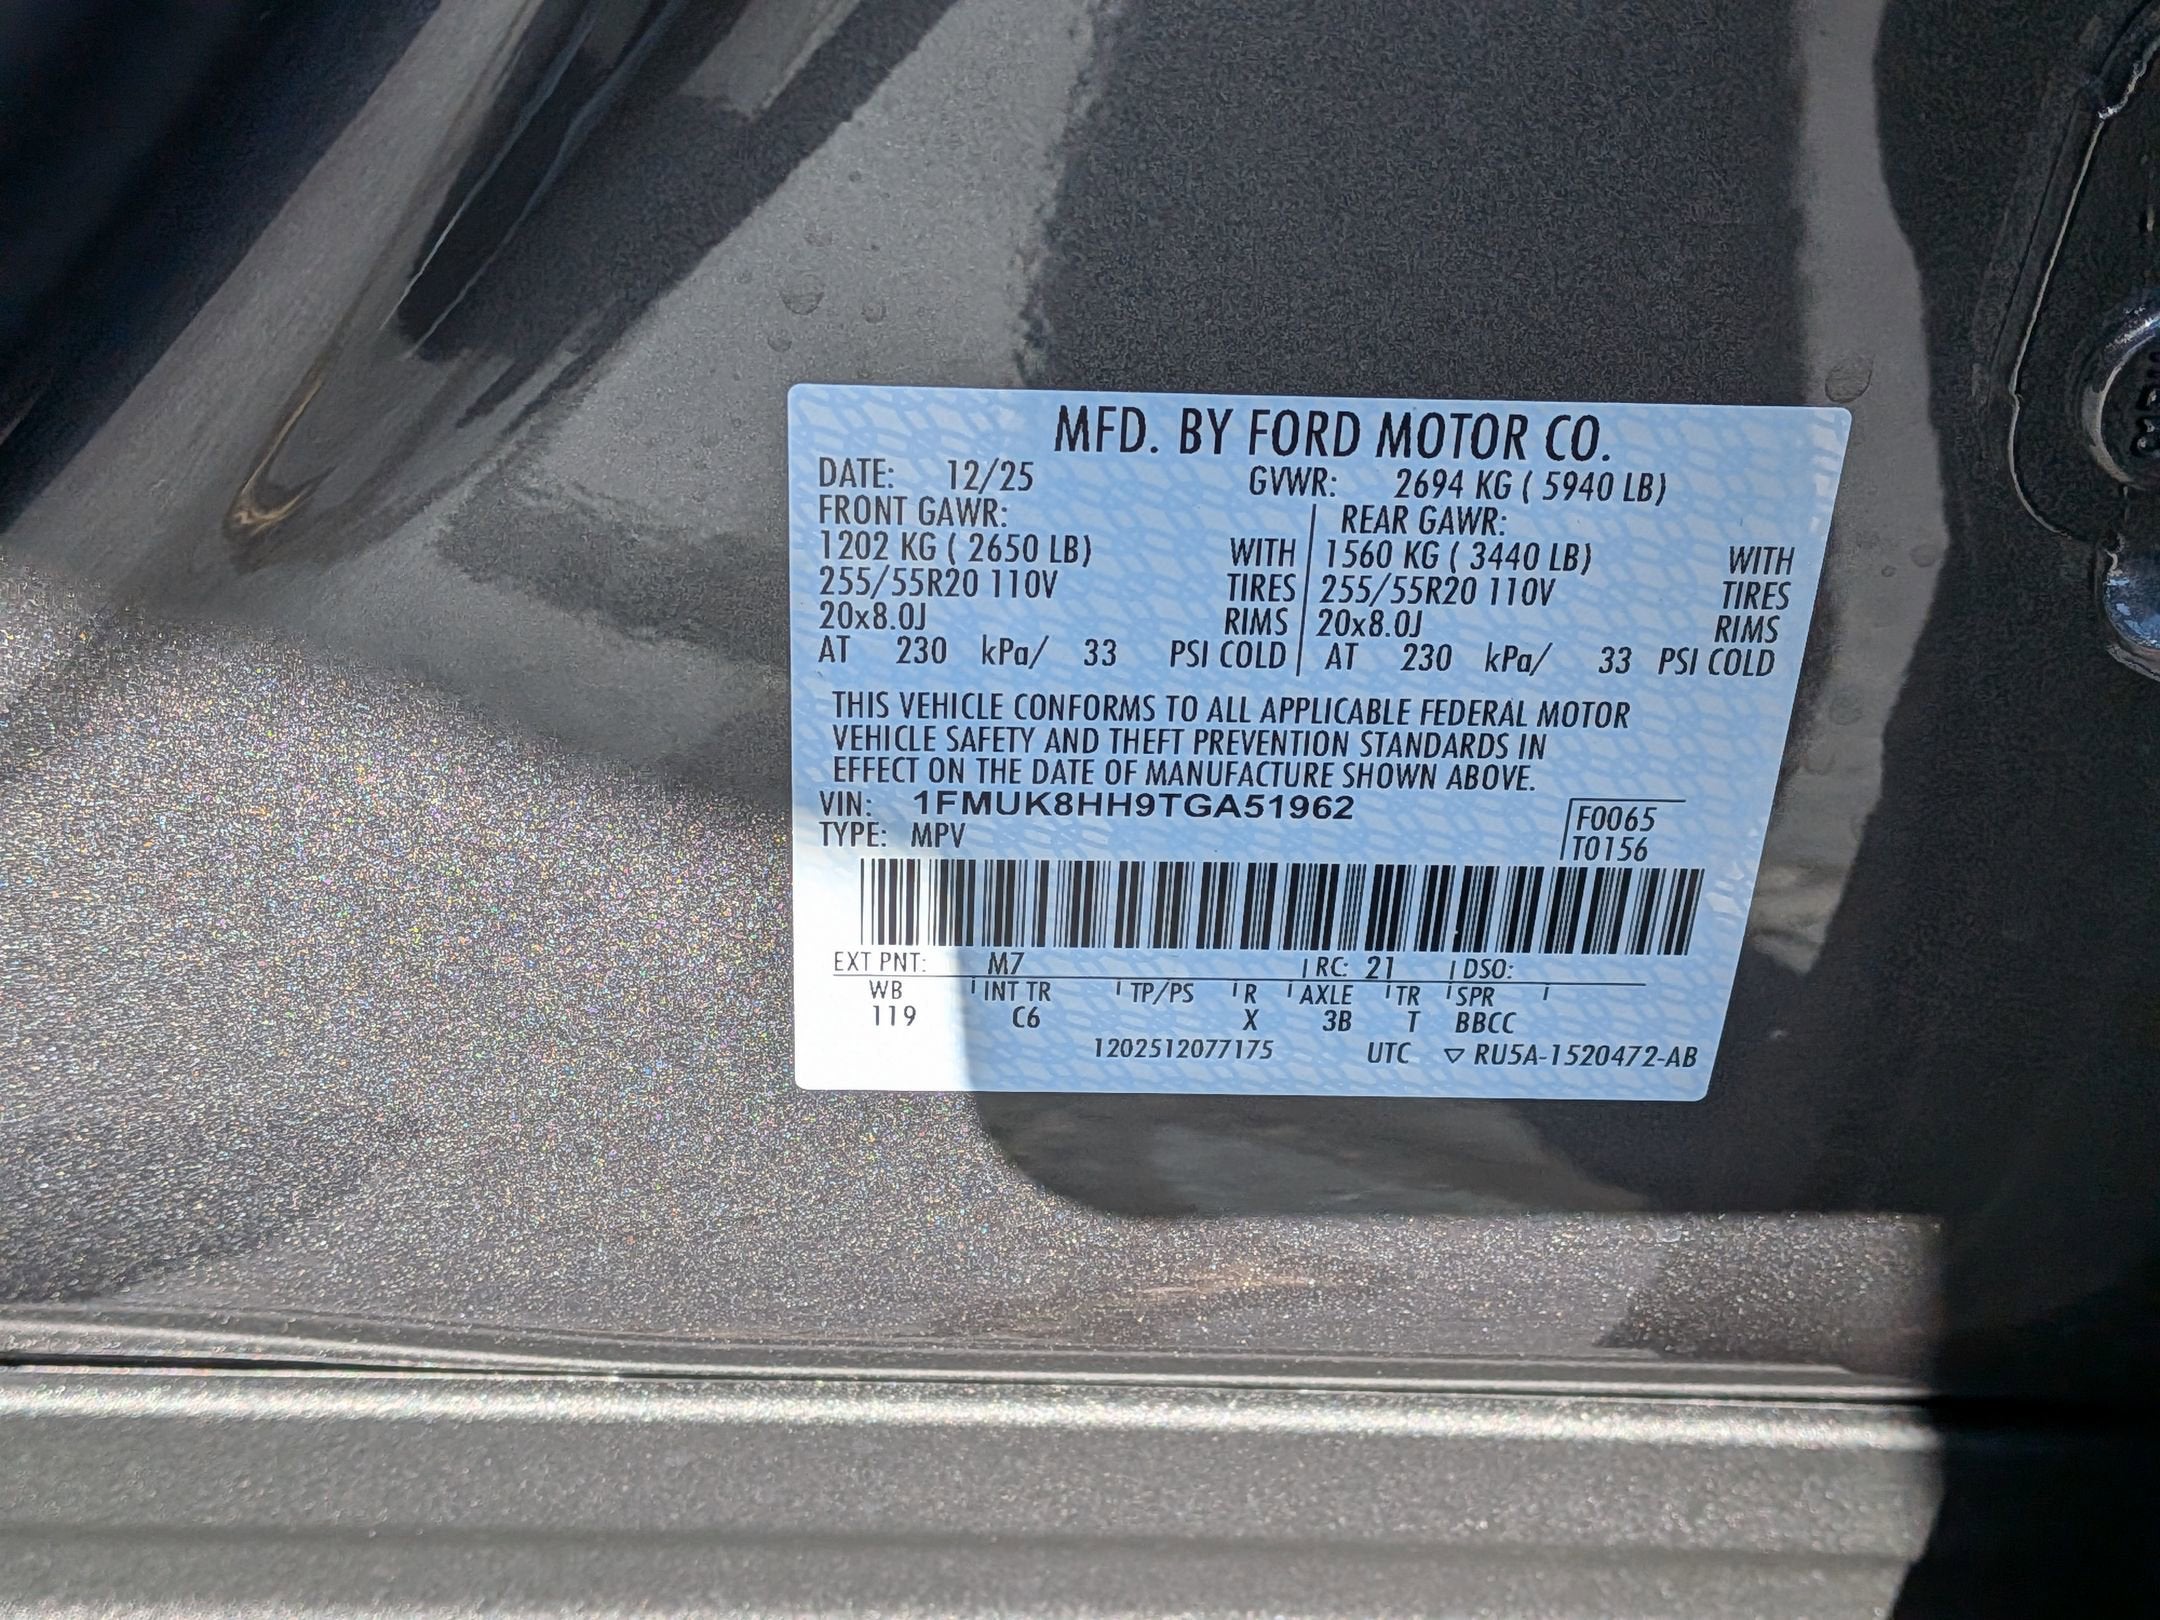 MFD. BY FORD MOTOR CO.
DATE: 12/25 GVWR: 2694 KG ( 5940 LB)
FRONT GAWR: REAR GAWR:
1202 KG ( 2650 LB) WITH 1560 KG ( 3440 LB) WITH
255/55R20 110V TIRES 255/55R20 110V TIRES
20x8.0J RIMS 20x8.0J RIMS
AT 230 kPa/ 33 PSI COLD AT 230 kPa/ 33 PSI COLD
THIS VEHICLE CONFORMS TO ALL APPLICABLE FEDERAL MOTOR
VEHICLE SAFETY AND THEFT PREVENTION STANDARDS IN
EFFECT ON THE DATE OF MANUFACTURE SHOWN ABOVE.
VIN: 1FMUK8HH9TGA51962 F0065
TYPE: MPV T0156
EXT PNT: M7 RC: 21 DSO:
WB INT TR TP/PS R AXLE TR SPR
119 C6 X 3B T BBCC
1202512077175 UTC ▽ RU5A-1520472-AB